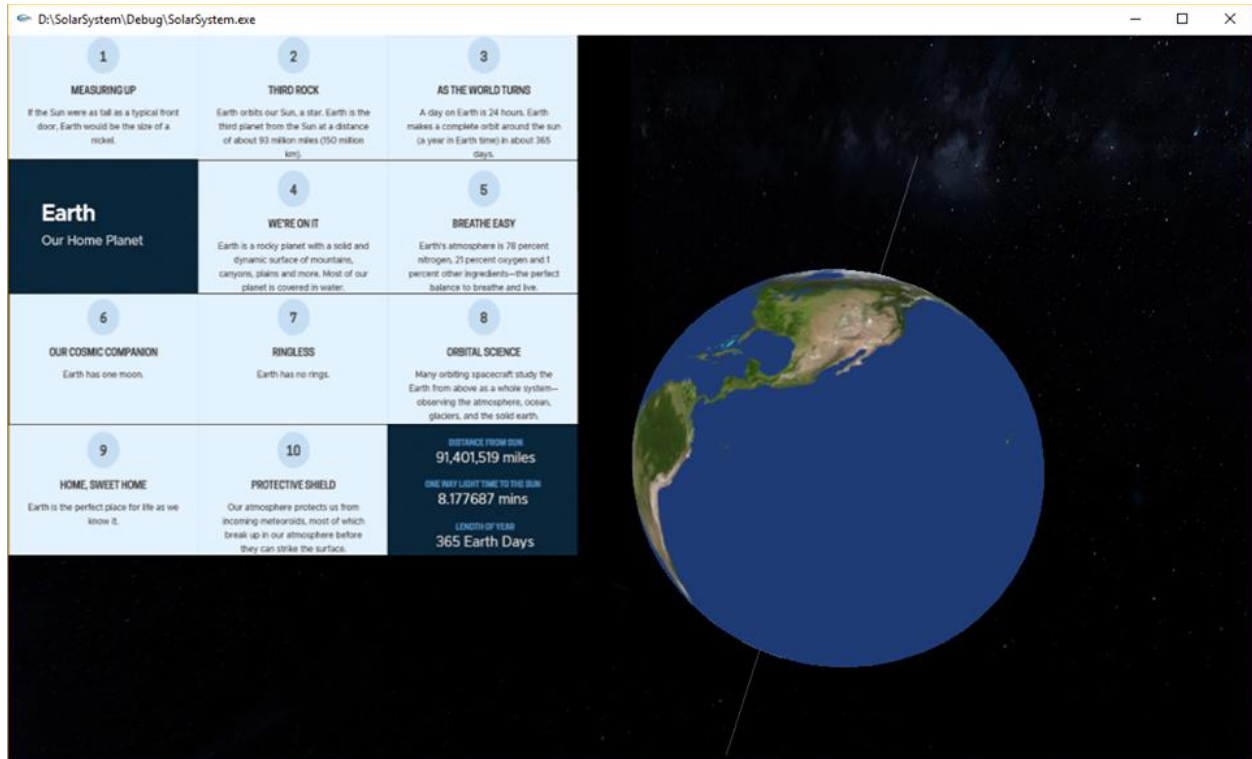 D:\SolarSystem\Debug\SolarSystem.exe
1
MEASURING UP
If the Sun were as tall as a typical front
door, Earth would be the size of a
nickel.
2
THIRD ROCK
Earth orbits our Sun, a star. Earth is the
third planet from the Sun at a distance
of about 93 million miles (150 million
km).
3
AS THE WORLD TURNS
A day on Earth is 24 hours. Earth
makes a complete orbit around the sun
(a year in Earth time) in about 365
days.
Earth
Our Home Planet
4
WE'RE ON IT
Earth is a rocky planet with a solid and
dynamic surface of mountains,
canyons, plains and more. Most of our
planet is covered in water.
5
BREATHE EASY
Earth's atmosphere is 78 percent
nitrogen, 21 percent oxygen and 1
percent other ingredients—the perfect
balance to breathe and live.
6
OUR COSMIC COMPANION
Earth has one moon.
7
RINGLESS
Earth has no rings.
8
ORBITAL SCIENCE
Many orbiting spacecraft study the
Earth from above as a whole system—
observing the atmosphere, ocean,
glaciers, and the solid earth.
9
HOME, SWEET HOME
Earth is the perfect place for life as we
know it.
10
PROTECTIVE SHIELD
Our atmosphere protects us from
incoming meteoroids, most of which
break up in our atmosphere before
they can strike the surface.
DISTANCE FROM SUN
91,401,519 miles
ONE WAY LIGHT TIME TO THE SUN
8.177687 mins
LENGTH OF YEAR
365 Earth Days